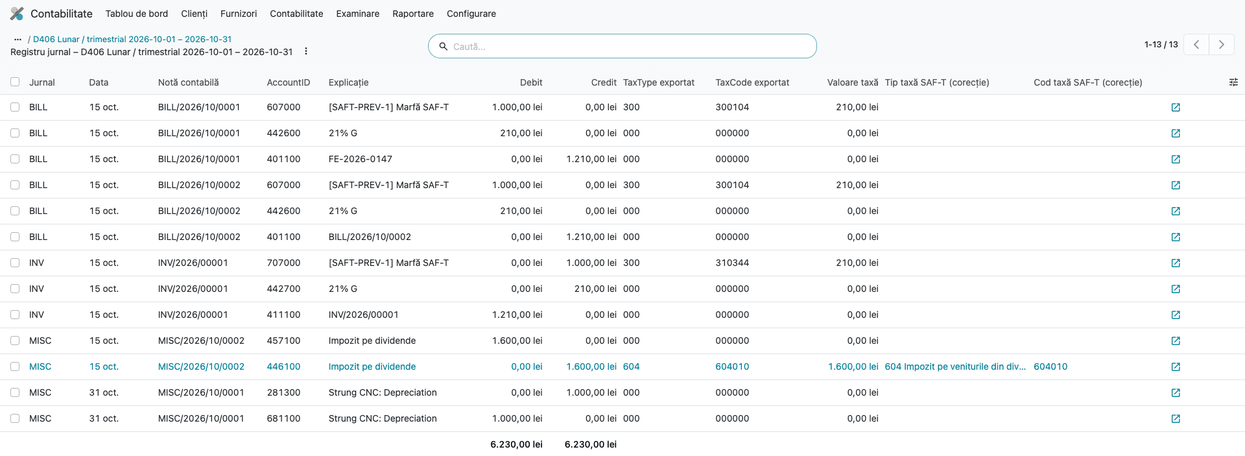 Contabilitate Tablou de bord Clienți Furnizori Contabilitate Examinare Raportare Configurare
... / D406 Lunar / trimestrial 2026-10-01 – 2026-10-31
Registru jurnal – D406 Lunar / trimestrial 2026-10-01 – 2026-10-31
Caută...
1-13 / 13
Jurnal Data Notă contabilă AccountID Explicație Debit Credit TaxType exportat TaxCode exportat Valoare taxă Tip taxă SAF-T (corecție) Cod taxă SAF-T (corecție)
BILL 15 oct. BILL/2026/10/0001 607000 [SAFT-PREV-1] Marfă SAF-T 1.000,00 lei 0,00 lei 300 300104 210,00 lei
BILL 15 oct. BILL/2026/10/0001 442600 21% G 210,00 lei 0,00 lei 000 000000 0,00 lei
BILL 15 oct. BILL/2026/10/0001 401100 FE-2026-0147 0,00 lei 1.210,00 lei 000 000000 0,00 lei
BILL 15 oct. BILL/2026/10/0002 607000 [SAFT-PREV-1] Marfă SAF-T 1.000,00 lei 0,00 lei 300 300104 210,00 lei
BILL 15 oct. BILL/2026/10/0002 442600 21% G 210,00 lei 0,00 lei 000 000000 0,00 lei
BILL 15 oct. BILL/2026/10/0002 401100 BILL/2026/10/0002 0,00 lei 1.210,00 lei 000 000000 0,00 lei
INV 15 oct. INV/2026/00001 707000 [SAFT-PREV-1] Marfă SAF-T 0,00 lei 1.000,00 lei 300 310344 210,00 lei
INV 15 oct. INV/2026/00001 442700 21% G 0,00 lei 210,00 lei 000 000000 0,00 lei
INV 15 oct. INV/2026/00001 411100 INV/2026/00001 1.210,00 lei 0,00 lei 000 000000 0,00 lei
MISC 15 oct. MISC/2026/10/0002 457100 Impozit pe dividende 1.600,00 lei 0,00 lei 000 000000 0,00 lei
MISC 15 oct. MISC/2026/10/0002 446100 Impozit pe dividende 0,00 lei 1.600,00 lei 604 604010 1.600,00 lei 604 Impozit pe veniturile din div... 604010
MISC 31 oct. MISC/2026/10/0001 281300 Strung CNC: Depreciation 0,00 lei 1.000,00 lei 000 000000 0,00 lei
MISC 31 oct. MISC/2026/10/0001 681100 Strung CNC: Depreciation 1.000,00 lei 0,00 lei 000 000000 0,00 lei
6.230,00 lei 6.230,00 lei